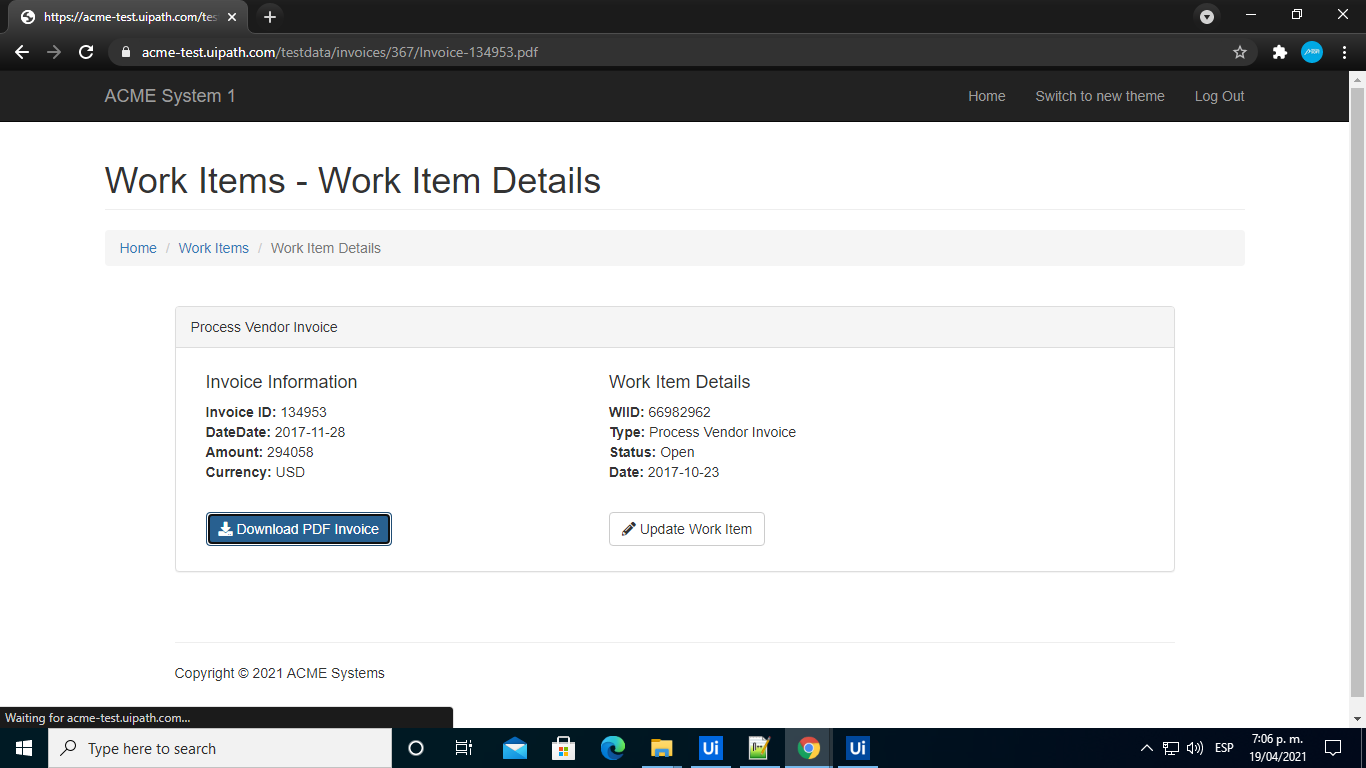 https://acme-test.uipath.com/tes
acme-test.uipath.com/testdata/invoices/367/Invoice-134953.pdf
ACME System 1
Home
Switch to new theme
Log Out
Work Items - Work Item Details
Home / Work Items / Work Item Details
Process Vendor Invoice
Invoice Information
Invoice ID: 134953
DateDate: 2017-11-28
Amount: 294058
Currency: USD
Download PDF Invoice
Work Item Details
WIID: 66982962
Type: Process Vendor Invoice
Status: Open
Date: 2017-10-23
Update Work Item
Copyright © 2021 ACME Systems
Waiting for acme-test.uipath.com...
Type here to search
Ui
Ui
ESP
7:06 p. m.
19/04/2021